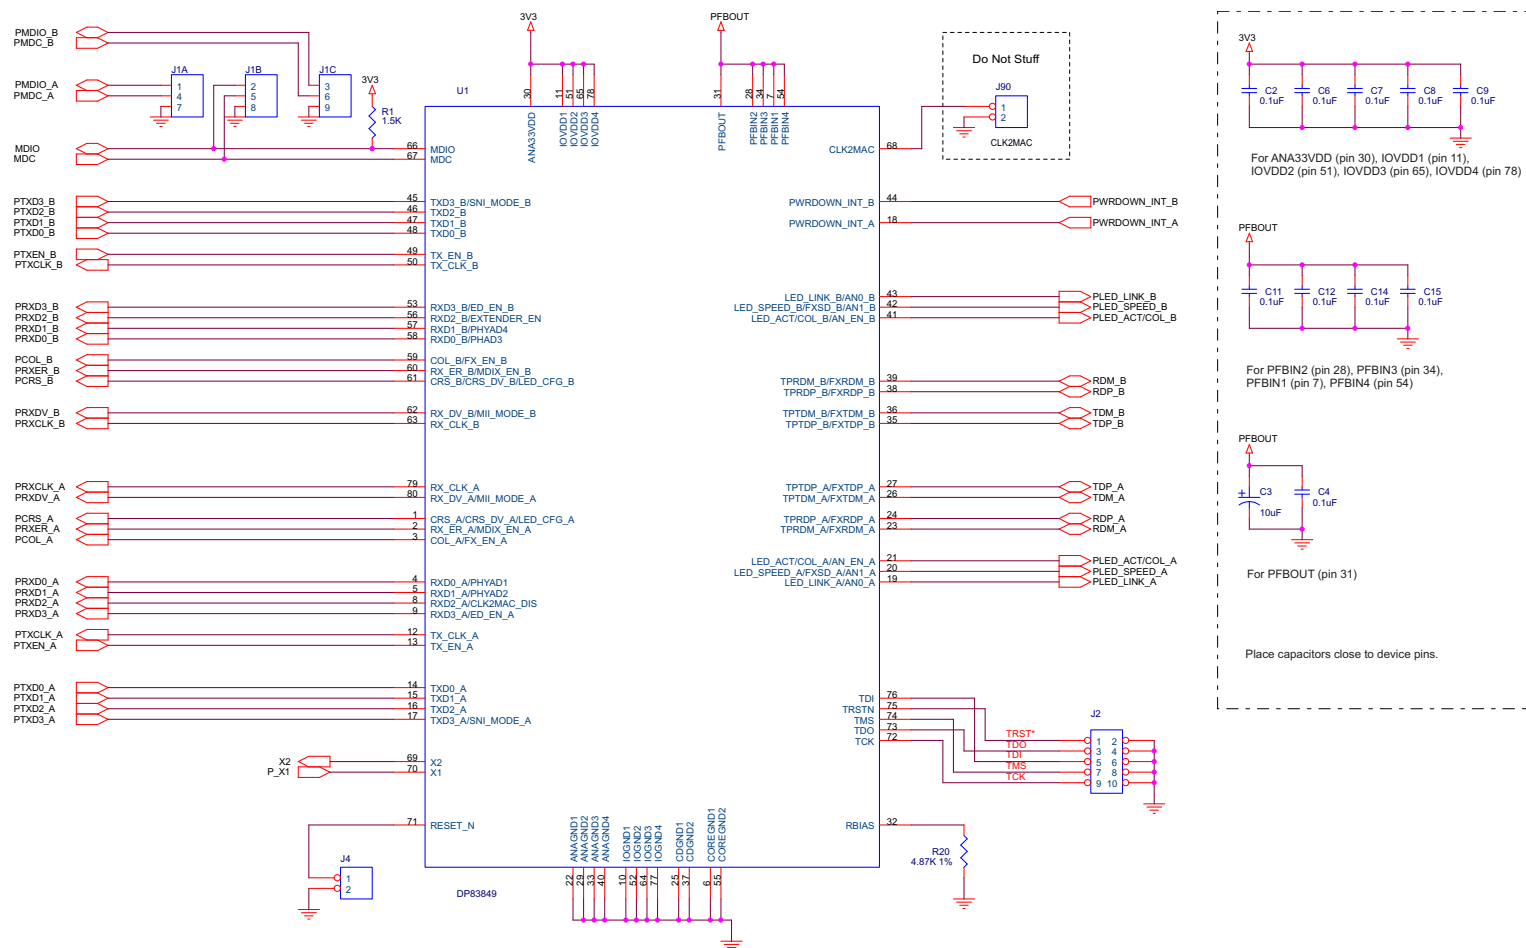 PMDIO_B
PMDC_B
PMDIO_A
PMDC_A
J1A
1
4
7
J1B
2
5
8
J1C
3
6
9
3V3
R1
1.5K
MDIO
MDC
3V3
PFBOUT
U1
30
11
51
65
78
31
28
34
7
54
ANA33VDD
IOVDD1
IOVDD2
IOVDD3
IOVDD4
PFBOUT
PFBIN2
PFBIN3
PFBIN1
PFBIN4
66 MDIO
67 MDC
PTXD3_B 45 TXD3_B/SNI_MODE_B
PTXD2_B 46 TXD2_B
PTXD1_B 47 TXD1_B
PTXD0_B 48 TXD0_B
PTXEN_B 49 TX_EN_B
PTXCLK_B 50 TX_CLK_B
PRXD3_B 53 RXD3_B/ED_EN_B
PRXD2_B 56 RXD2_B/EXTENDER_EN
PRXD1_B 57 RXD1_B/PHYAD4
PRXD0_B 58 RXD0_B/PHAD3
PCOL_B 59 COL_B/FX_EN_B
PRXER_B 60 RX_ER_B/MDIX_EN_B
PCRS_B 61 CRS_B/CRS_DV_B/LED_CFG_B
PRXDV_B 62 RX_DV_B/MII_MODE_B
PRXCLK_B 63 RX_CLK_B
PRXCLK_A 79 RX_CLK_A
PRXDV_A 80 RX_DV_A/MII_MODE_A
PCRS_A 1 CRS_A/CRS_DV_A/LED_CFG_A
PRXER_A 2 RX_ER_A/MDIX_EN_A
PCOL_A 3 COL_A/FX_EN_A
PRXD0_A 4 RXD0_A/PHYAD1
PRXD1_A 5 RXD1_A/PHYAD2
PRXD2_A 8 RXD2_A/CLK2MAC_DIS
PRXD3_A 9 RXD3_A/ED_EN_A
PTXCLK_A 12 TX_CLK_A
PTXEN_A 13 TX_EN_A
PTXD0_A 14 TXD0_A
PTXD1_A 15 TXD1_A
PTXD2_A 16 TXD2_A
PTXD3_A 17 TXD3_A/SNI_MODE_A
X2 69 X2
P_X1 70 X1
71 RESET_N
J4
1
2
DP83849
ANAGND1
ANAGND2
ANAGND3
ANAGND4
IOGND1
IOGND2
IOGND3
IOGND4
CDGND1
CDGND2
COREGND1
COREGND2
22
29
33
40
10
52
64
77
25
37
6
55
Do Not Stuff
J90
1
2
CLK2MAC
CLK2MAC 68
PWRDOWN_INT_B 44 PWRDOWN_INT_B
PWRDOWN_INT_A 18 PWRDOWN_INT_A
LED_LINK_B/AN0_B 43 PLED_LINK_B
LED_SPEED_B/FXSD_B/AN1_B 42 PLED_SPEED_B
LED_ACT/COL_B/AN_EN_B 41 PLED_ACT/COL_B
TPRDM_B/FXRDM_B 39 RDM_B
TPRDP_B/FXRDP_B 38 RDP_B
TPTDM_B/FXTDM_B 36 TDM_B
TPTDP_B/FXTDP_B 35 TDP_B
TPTDP_A/FXTDP_A 27 TDP_A
TPTDM_A/FXTDM_A 26 TDM_A
TPRDP_A/FXRDP_A 24 RDP_A
TPRDM_A/FXRDM_A 23 RDM_A
LED_ACT/COL_A/AN_EN_A 21 PLED_ACT/COL_A
LED_SPEED_A/FXSD_A/AN1_A 20 PLED_SPEED_A
LED_LINK_A/AN0_A 19 PLED_LINK_A
TDI 76
TRSTN 75
TMS 74
TDO 73
TCK 72
J2
TRST* 1 2
TDO 3 4
TDI 5 6
TMS 7 8
TCK 9 10
RBIAS 32
R20
4.87K 1%
3V3
C2 0.1uF
C6 0.1uF
C7 0.1uF
C8 0.1uF
C9 0.1uF
For ANA33VDD (pin 30), IOVDD1 (pin 11),
IOVDD2 (pin 51), IOVDD3 (pin 65), IOVDD4 (pin 78)
PFBOUT
C11 0.1uF
C12 0.1uF
C14 0.1uF
C15 0.1uF
For PFBIN2 (pin 28), PFBIN3 (pin 34),
PFBIN1 (pin 7), PFBIN4 (pin 54)
PFBOUT
+
C3 10uF
C4 0.1uF
For PFBOUT (pin 31)
Place capacitors close to device pins.